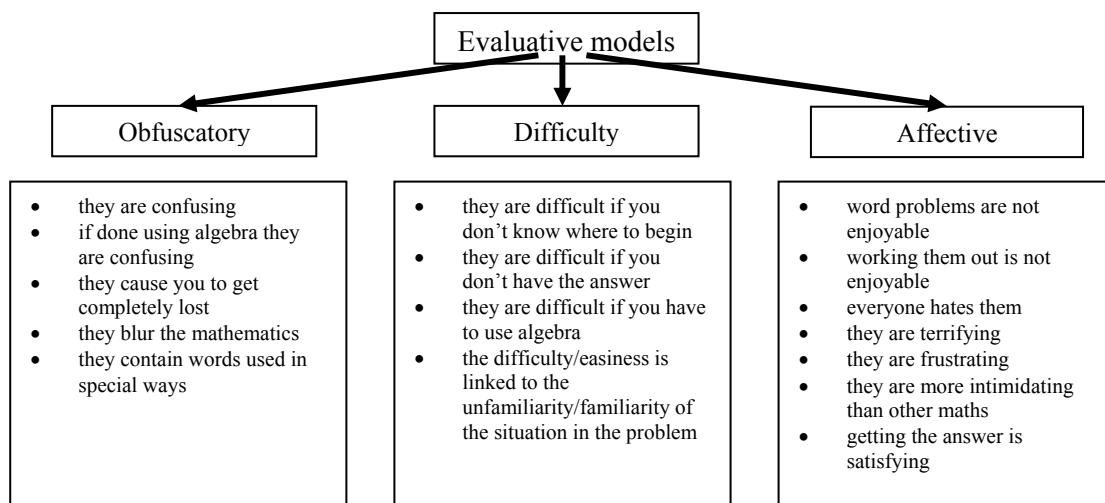 Evaluative models
Obfuscatory
Difficulty
Affective
• they are confusing
• if done using algebra they
are confusing
• they cause you to get
completely lost
• they blur the mathematics
• they contain words used in
special ways
• they are difficult if you
don’t know where to begin
• they are difficult if you
don’t have the answer
• they are difficult if you have
to use algebra
• the difficulty/easiness is
linked to the
unfamiliarity/familiarity of
the situation in the problem
• word problems are not
enjoyable
• working them out is not
enjoyable
• everyone hates them
• they are terrifying
• they are frustrating
• they are more intimidating
than other maths
• getting the answer is
satisfying